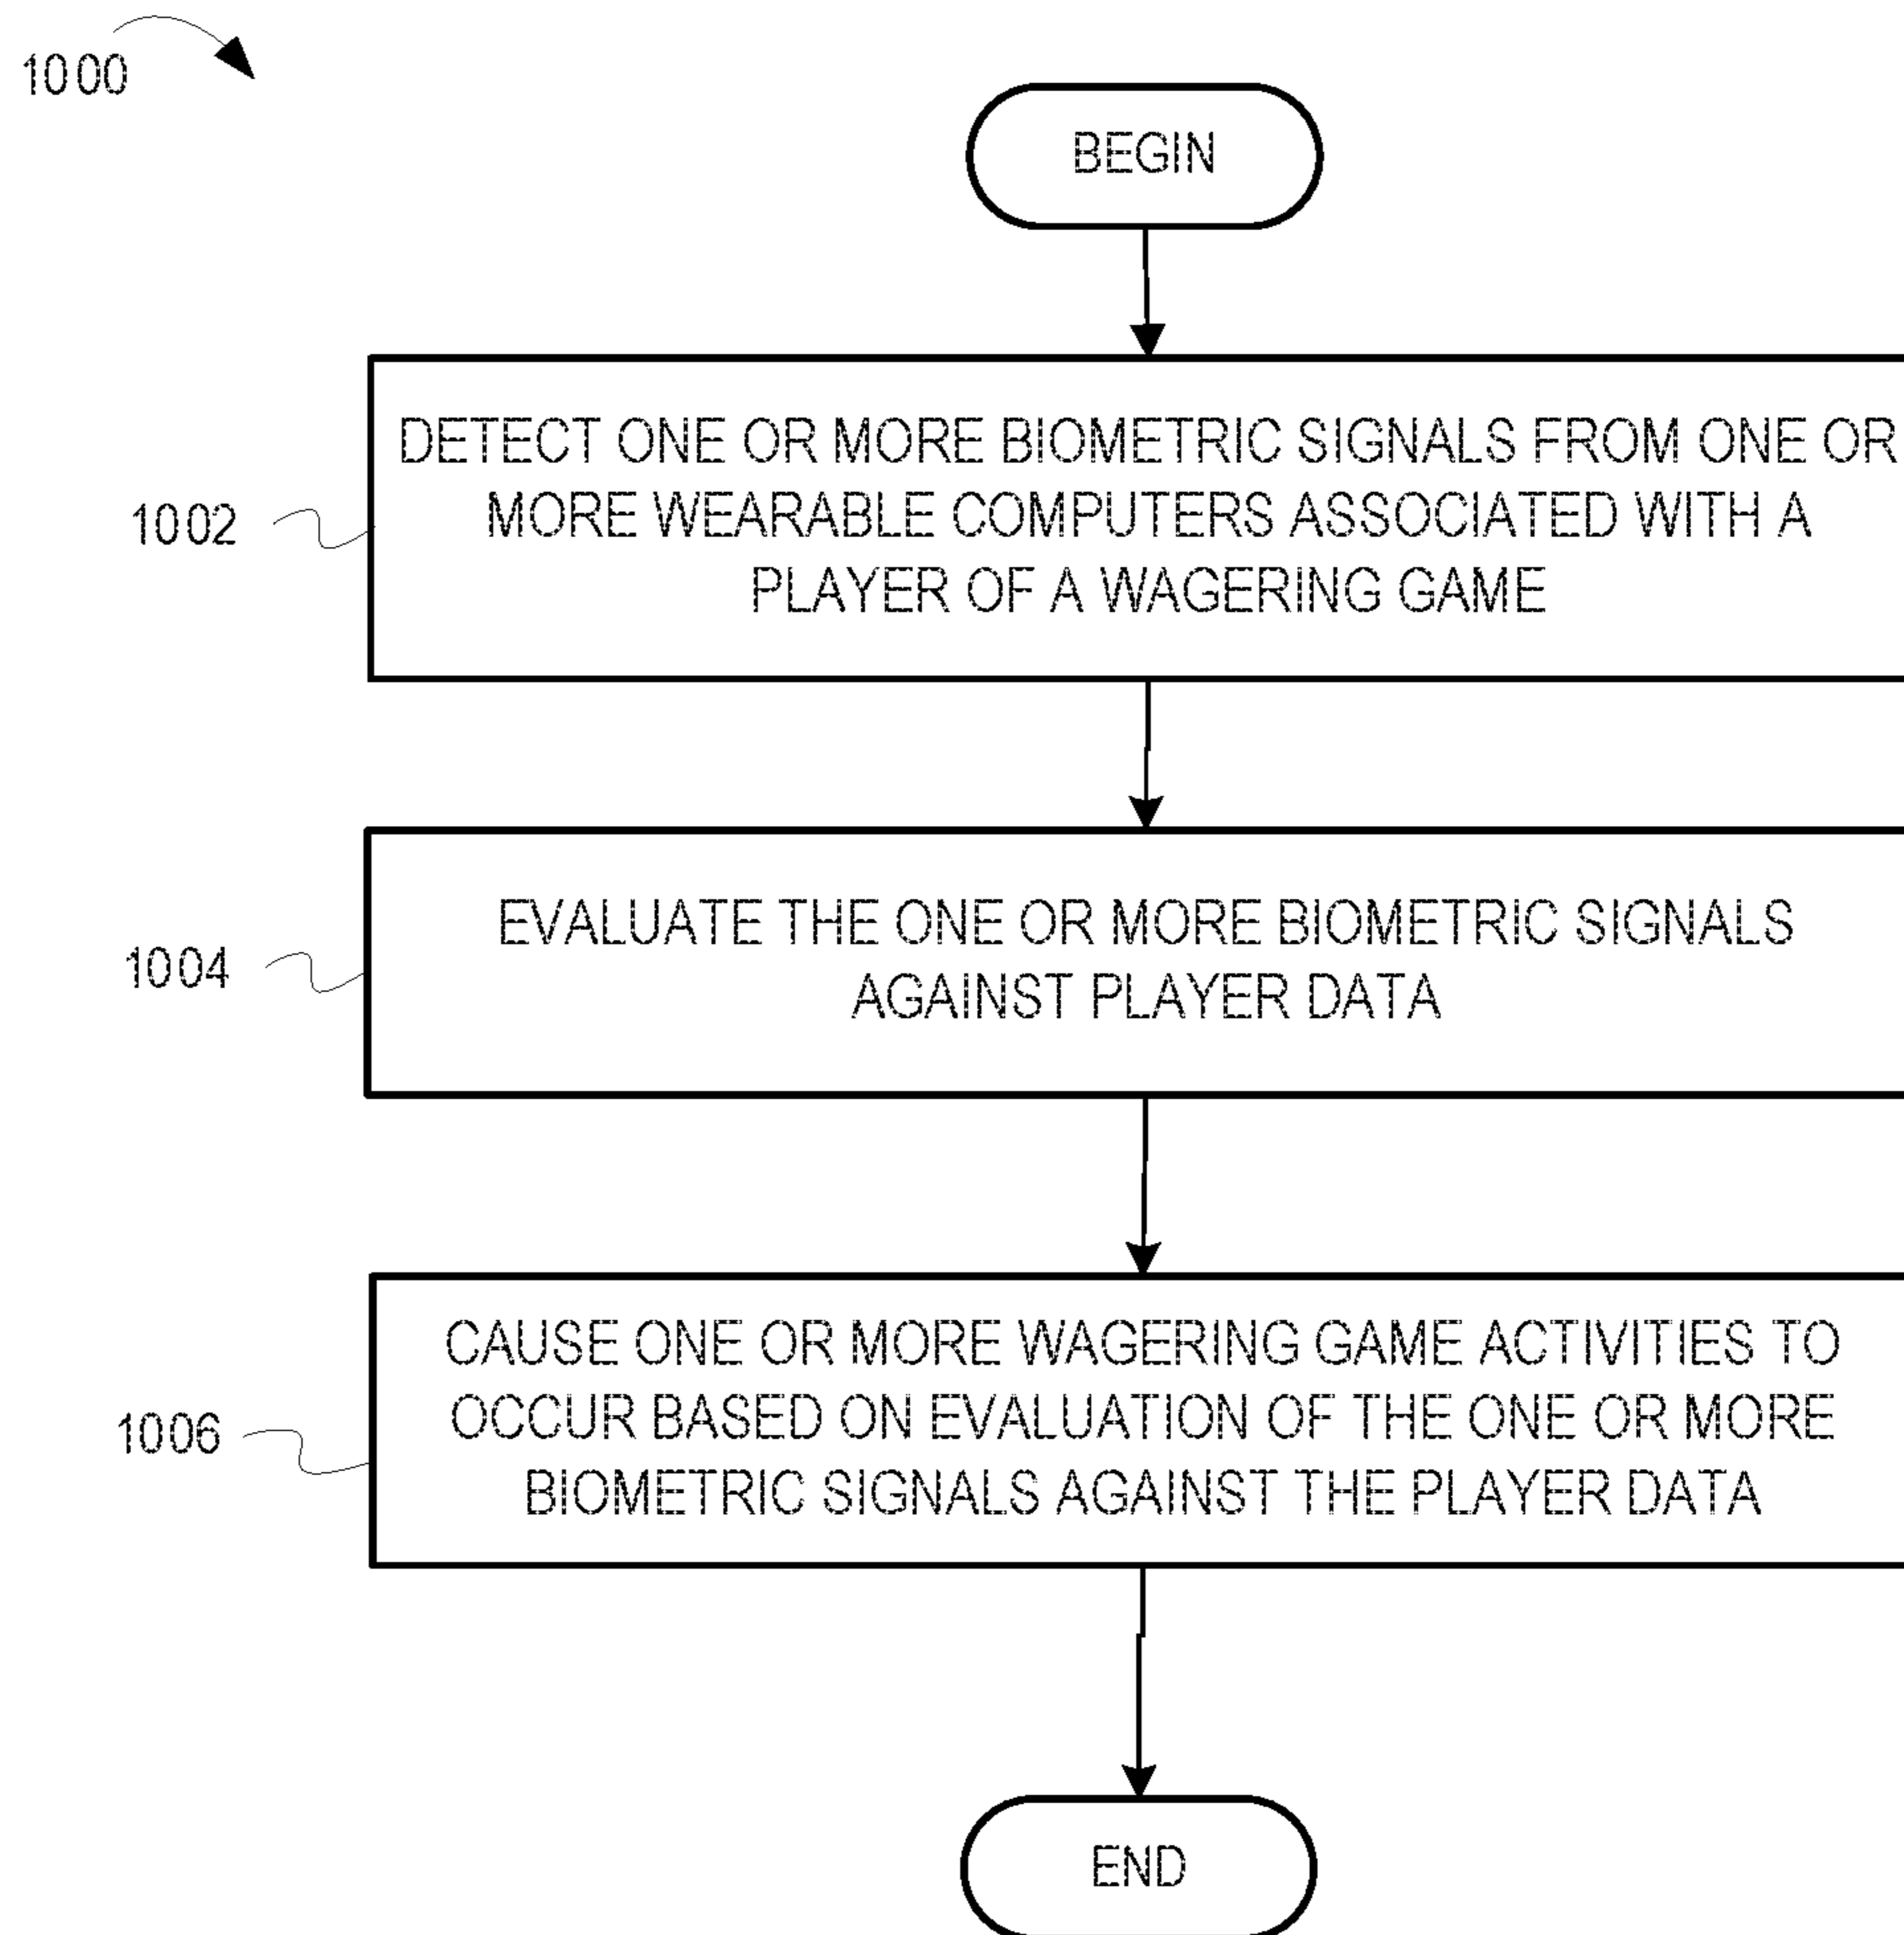 1000
BEGIN
DETECT ONE OR MORE BIOMETRIC SIGNALS FROM ONE OR
MORE WEARABLE COMPUTERS ASSOCIATED WITH A
PLAYER OF A WAGERING GAME
1002
EVALUATE THE ONE OR MORE BIOMETRIC SIGNALS
AGAINST PLAYER DATA
1004
CAUSE ONE OR MORE WAGERING GAME ACTIVITIES TO
OCCUR BASED ON EVALUATION OF THE ONE OR MORE
BIOMETRIC SIGNALS AGAINST THE PLAYER DATA
1006
END